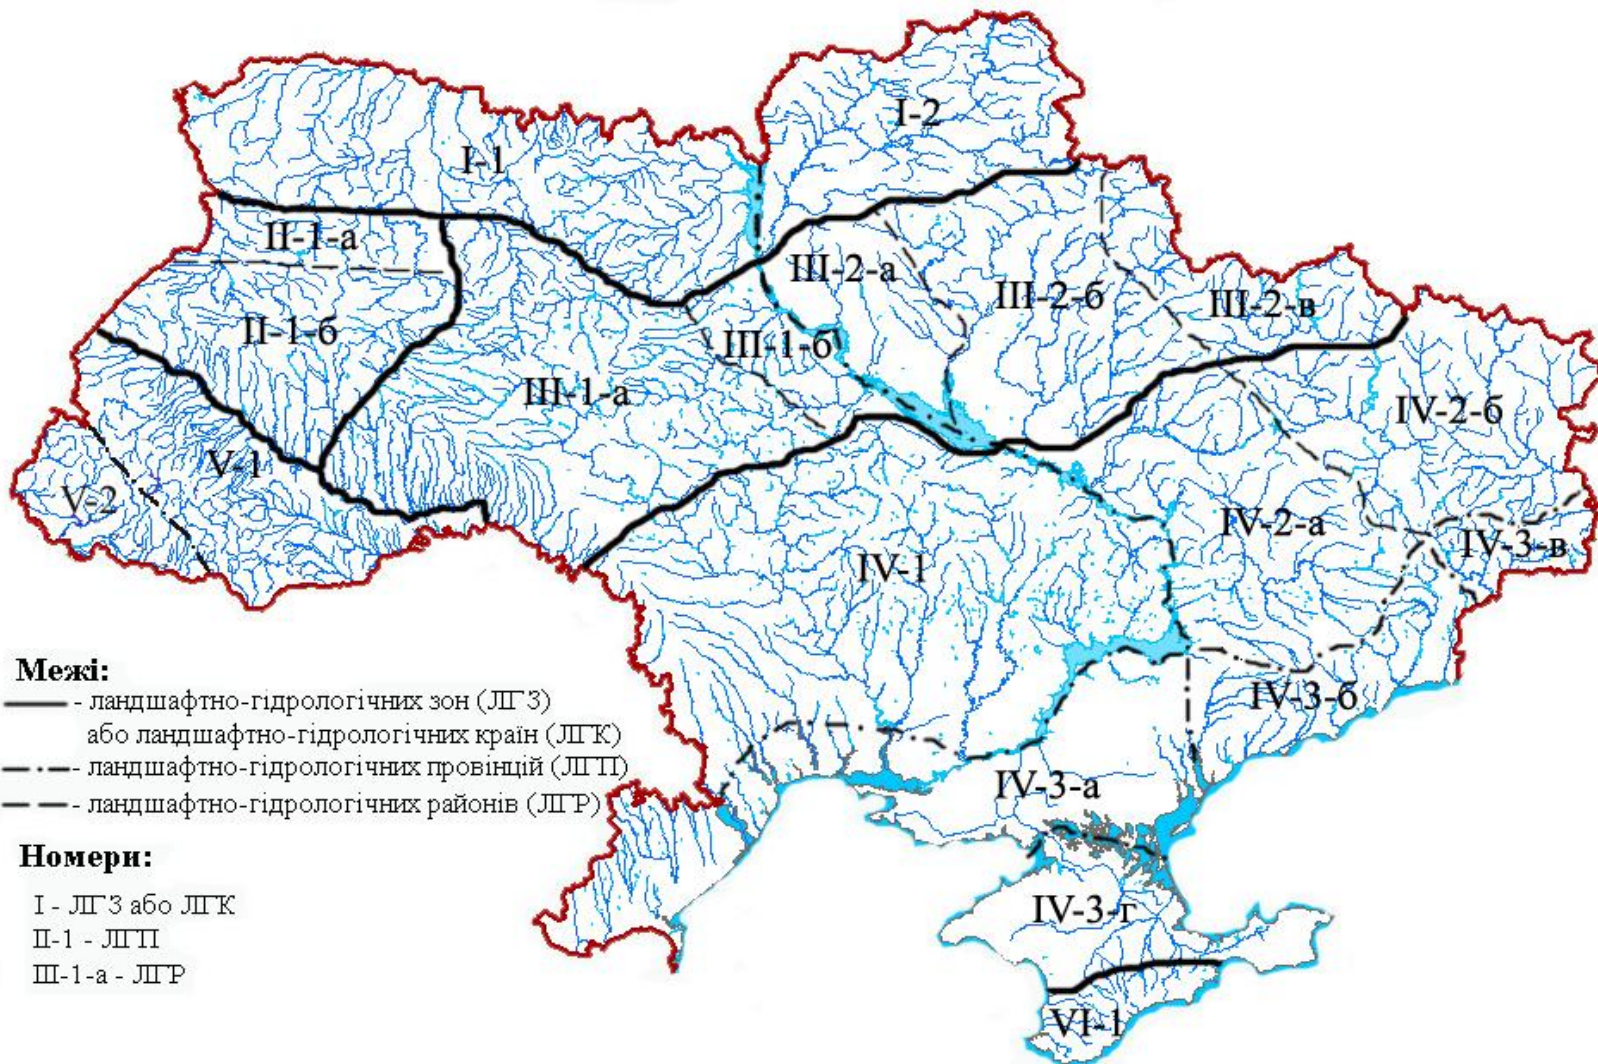 I-2
I-1
II-1-а
III-2-а
III-2-б
III-2-в
II-1-б
III-1-б
III-1-а
IV-2-б
V-1
V-2
IV-2-а
IV-3-в
IV-1
IV-3-б
IV-3-а
IV-3-г
VI-1
Межі:
- ландшафтно-гідрологічних зон (ЛГЗ)
або ландшафтно-гідрологічних країн (ЛГК)
- ландшафтно-гідрологічних провінцій (ЛГП)
- ландшафтно-гідрологічних районів (ЛГР)
Номери:
I - ЛГЗ або ЛГК
II-1 - ЛГП
III-1-а - ЛГР